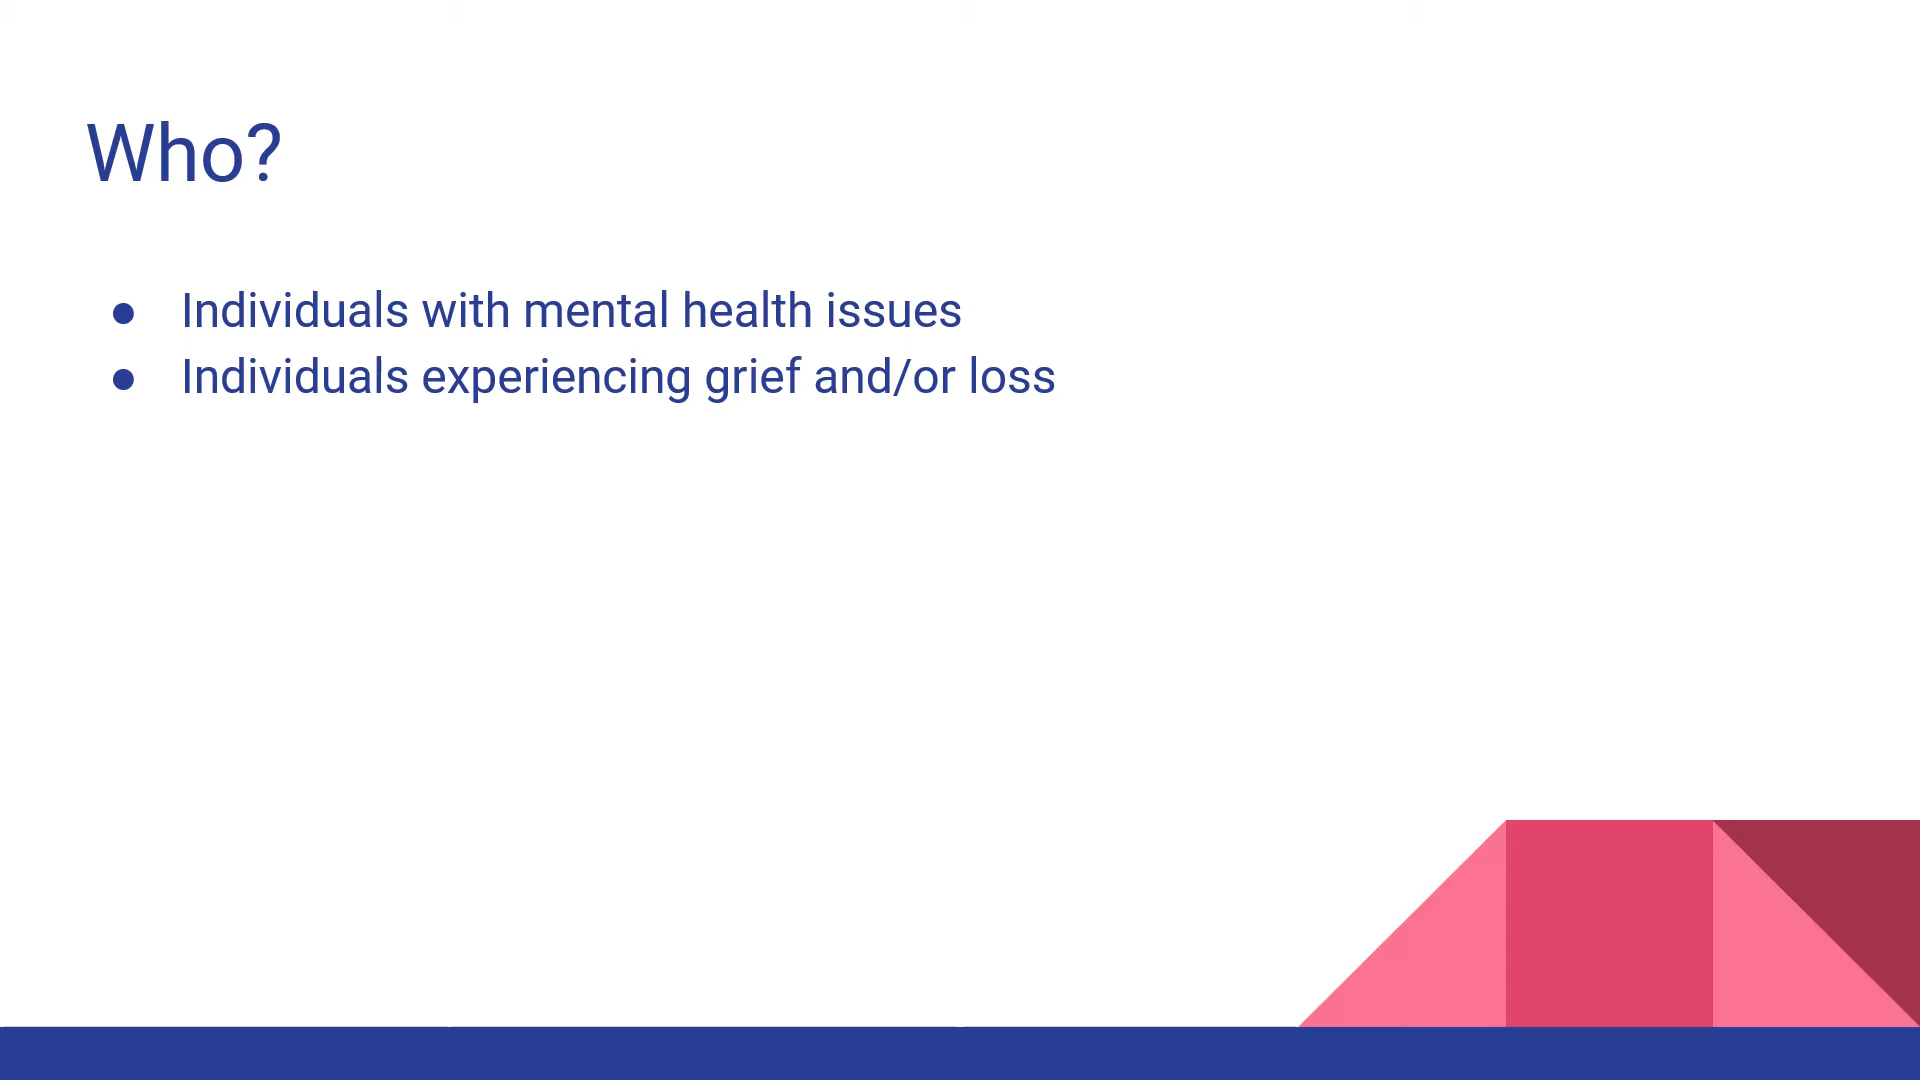 Who?
● Individuals with mental health issues
● Individuals experiencing grief and/or loss